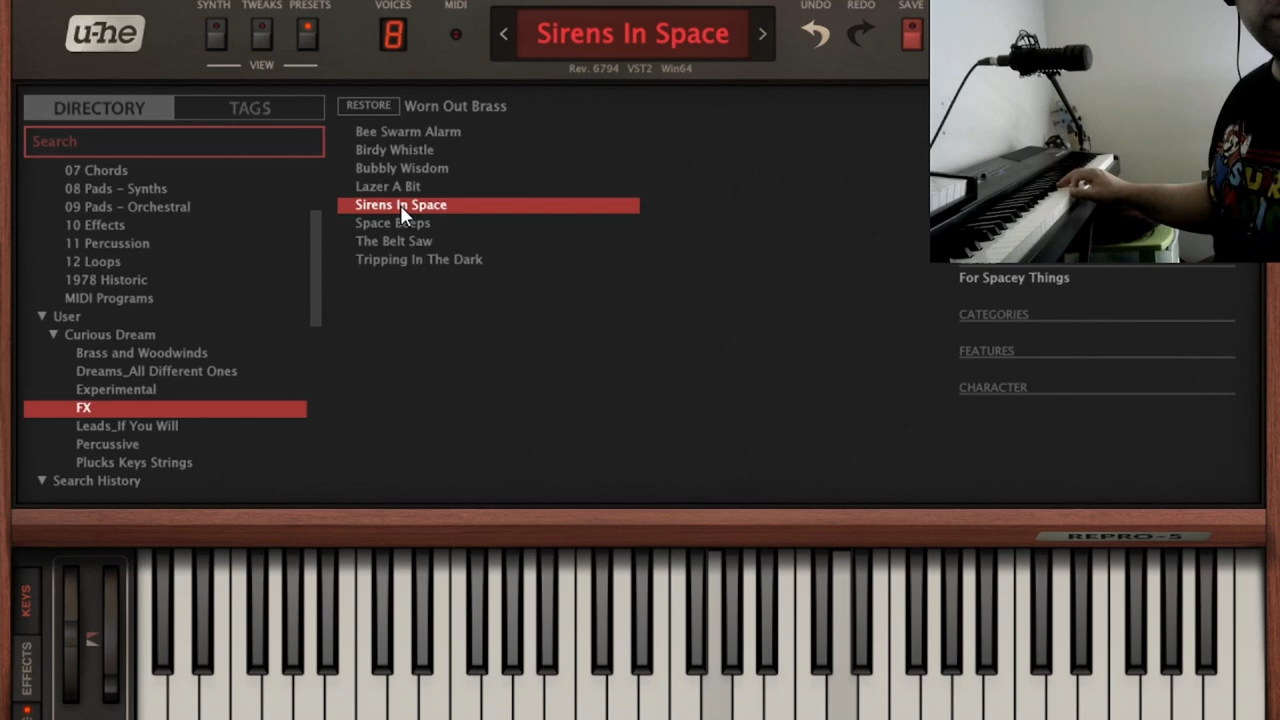 SYNTH TWEAKS PRESETS VOICES MIDI UNDO REDO SAVE
u-he
8
Sirens In Space
VIEW
Rev. 6794 VST2 Win64
DIRECTORY TAGS
RESTORE Worn Out Brass
Search
07 Chords
08 Pads - Synths
09 Pads - Orchestral
10 Effects
11 Percussion
12 Loops
1978 Historic
MIDI Programs
User
Curious Dream
Brass and Woodwinds
Dreams_All Different Ones
Experimental
FX
Leads_If You Will
Percussive
Plucks Keys Strings
Search History
Bee Swarm Alarm
Birdy Whistle
Bubbly Wisdom
Lazer A Bit
Sirens In Space
Space Beeps
The Belt Saw
Tripping In The Dark
For Spacey Things
CATEGORIES
FEATURES
CHARACTER
REPRO-5
KEYS
EFFECTS